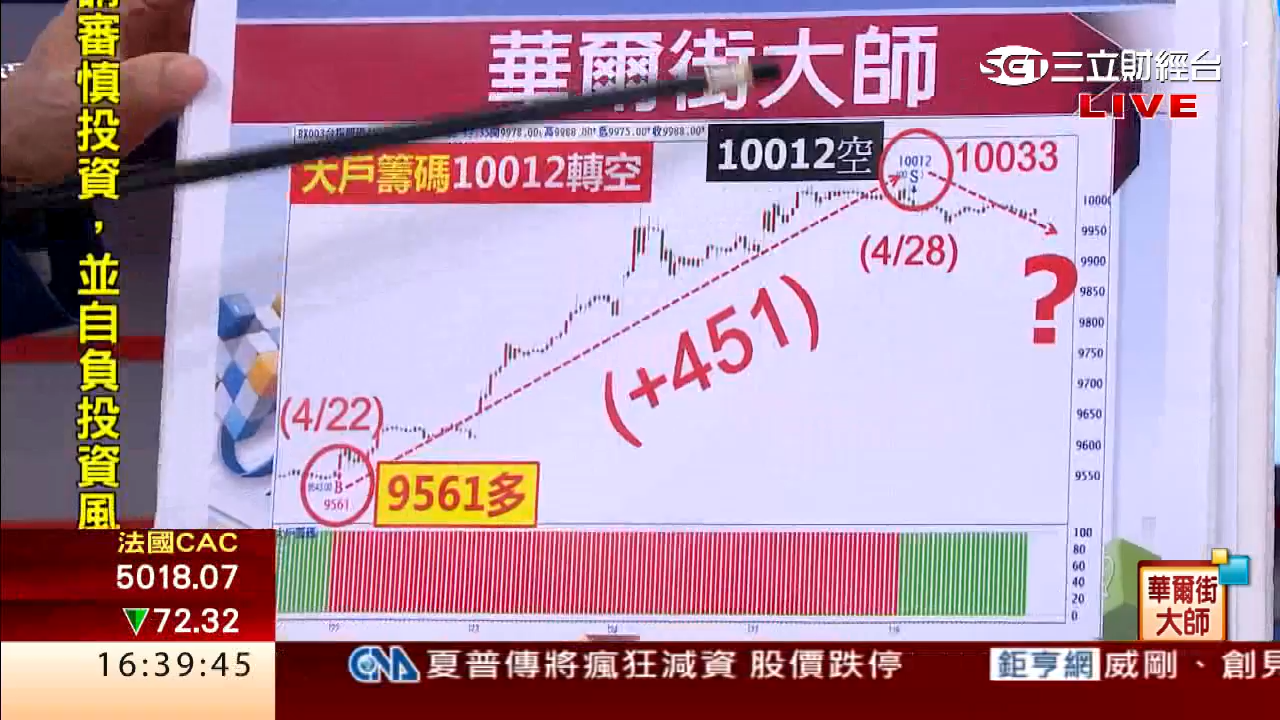 審慎投資，並自負投資風
華爾街大師
SET 三立財經台
LIVE
大戶籌碼10012轉空
10012空
10012
S
10033
(4/28)
?
(+451)
(4/22)
B
9561
9561多
10000
9950
9900
9850
9800
9750
9700
9650
9600
9550
100
80
60
40
20
0
法國CAC
5018.07
▼72.32
16:39:45
華爾街
大師
CNA 夏普傳將瘋狂減資 股價跌停
鉅亨網 威剛、創見